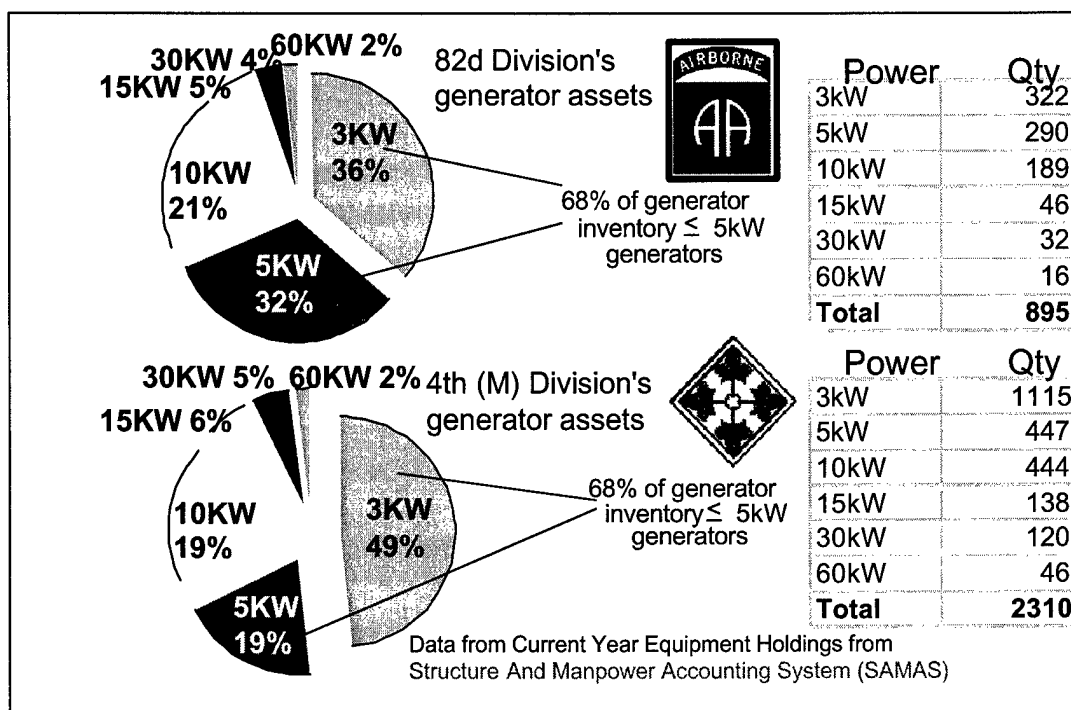 60KW 2%
30KW 4%
15KW 5%
10KW
21%
3KW
36%
5KW
32%
82d Division's
generator assets
AIRBORNE
AA
68% of generator
inventory ≤ 5kW
generators
Power Qty
3kW 322
5kW 290
10kW 189
15kW 46
30kW 32
60kW 16
Total 895
30KW 5% 60KW 2%
15KW 6%
10KW
19%
3KW
49%
5KW
19%
4th (M) Division's
generator assets
68% of generator
inventory ≤ 5kW
generators
Power Qty
3kW 1115
5kW 447
10kW 444
15kW 138
30kW 120
60kW 46
Total 2310
Data from Current Year Equipment Holdings from
Structure And Manpower Accounting System (SAMAS)